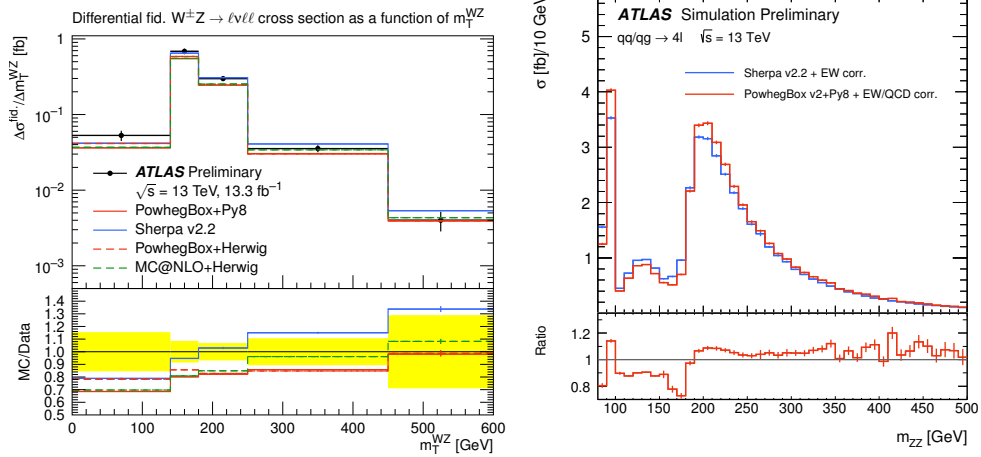 Differential fid. W±Z → ℓνℓℓ cross section as a function of m_T^WZ
Δσ^fid./Δm_T^WZ [fb]
1
10⁻¹
10⁻²
10⁻³
ATLAS Preliminary
√s = 13 TeV, 13.3 fb⁻¹
PowhegBox+Py8
Sherpa v2.2
PowhegBox+Herwig
MC@NLO+Herwig
MC/Data
1.4
1.3
1.2
1.1
1.0
0.9
0.8
0.7
0.6
0.5
0 100 200 300 400 500 600
m_T^WZ [GeV]
σ [fb]/10 GeV
5
4
3
2
1
0
ATLAS Simulation Preliminary
qq/qg → 4l √s = 13 TeV
Sherpa v2.2 + EW corr.
PowhegBox v2+Py8 + EW/QCD corr.
Ratio
1.2
1
0.8
100 150 200 250 300 350 400 450 500
m_ZZ [GeV]